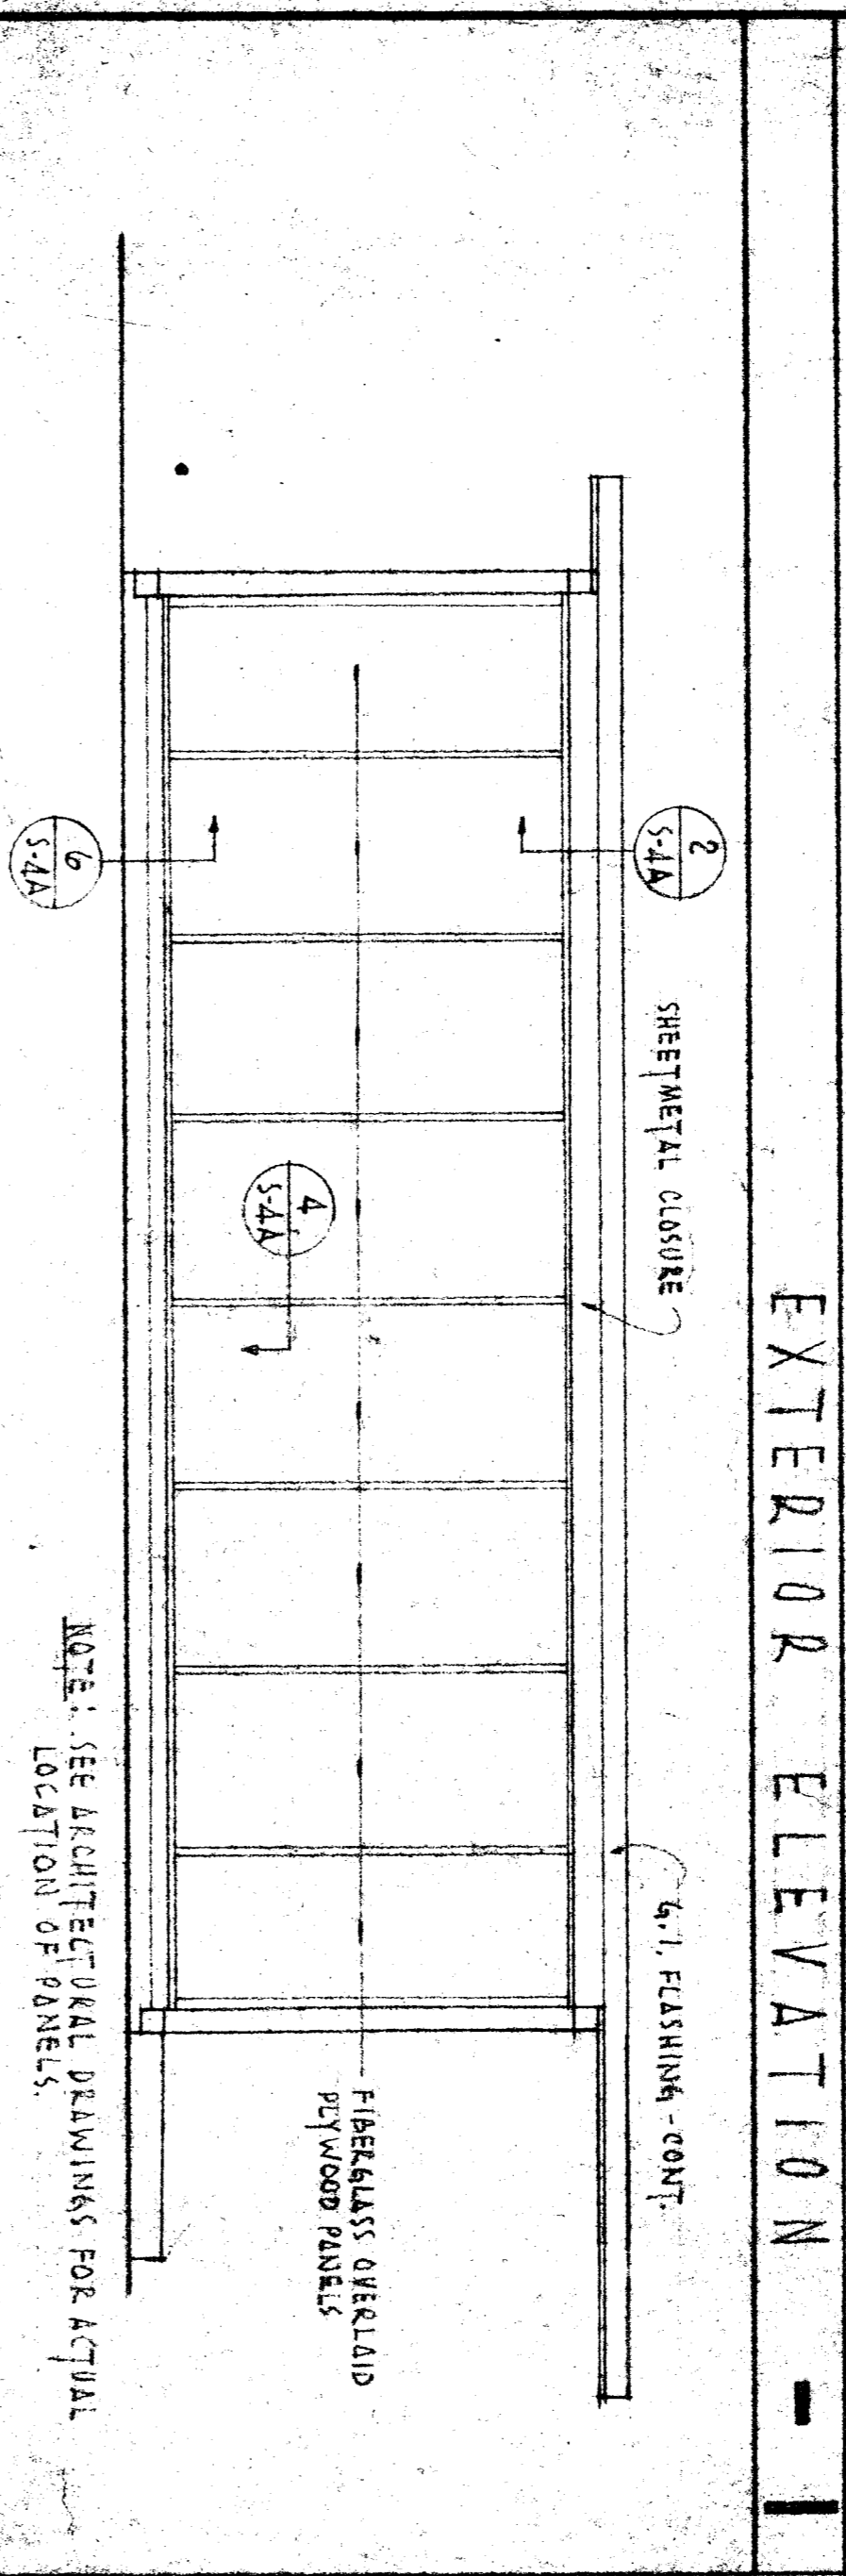 EXTERIOR ELEVATION - 1
2
S-4A
SHEETMETAL CLOSURE
G.I. FLASHING - CONT.
4
S-4A
FIBERGLASS OVERLAID
PLYWOOD PANELS
6
S-4A
NOTE: SEE ARCHITECTURAL DRAWINGS FOR ACTUAL
LOCATION OF PANELS.